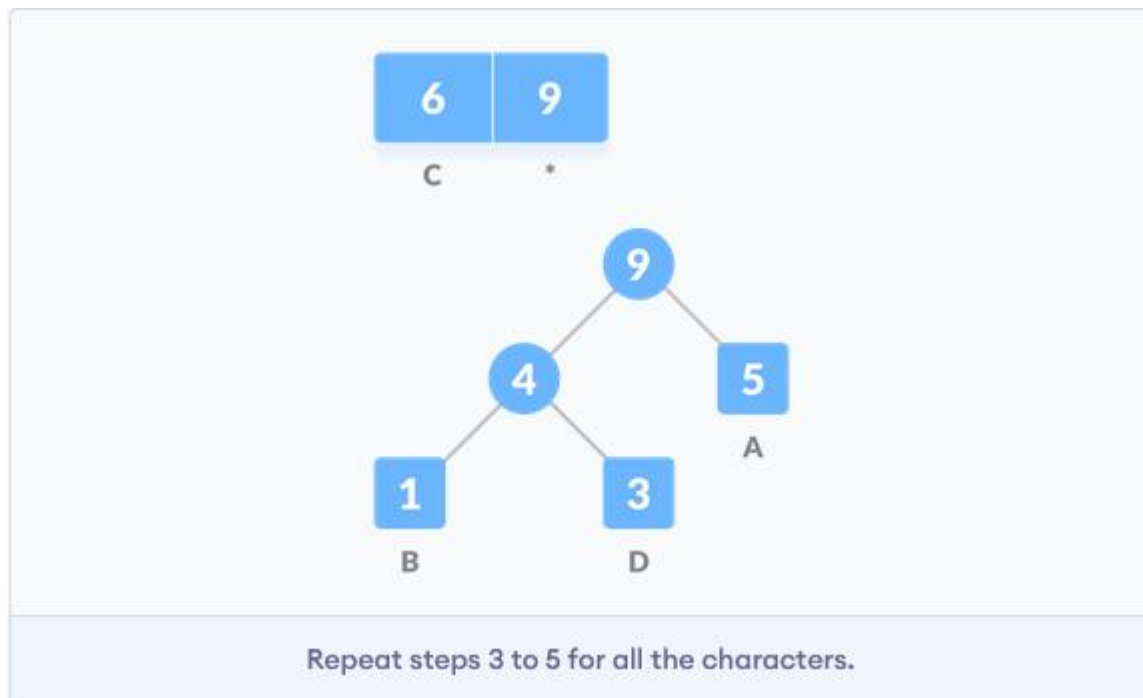 6 9
C *
9
4 5
A
1 3
B D
Repeat steps 3 to 5 for all the characters.